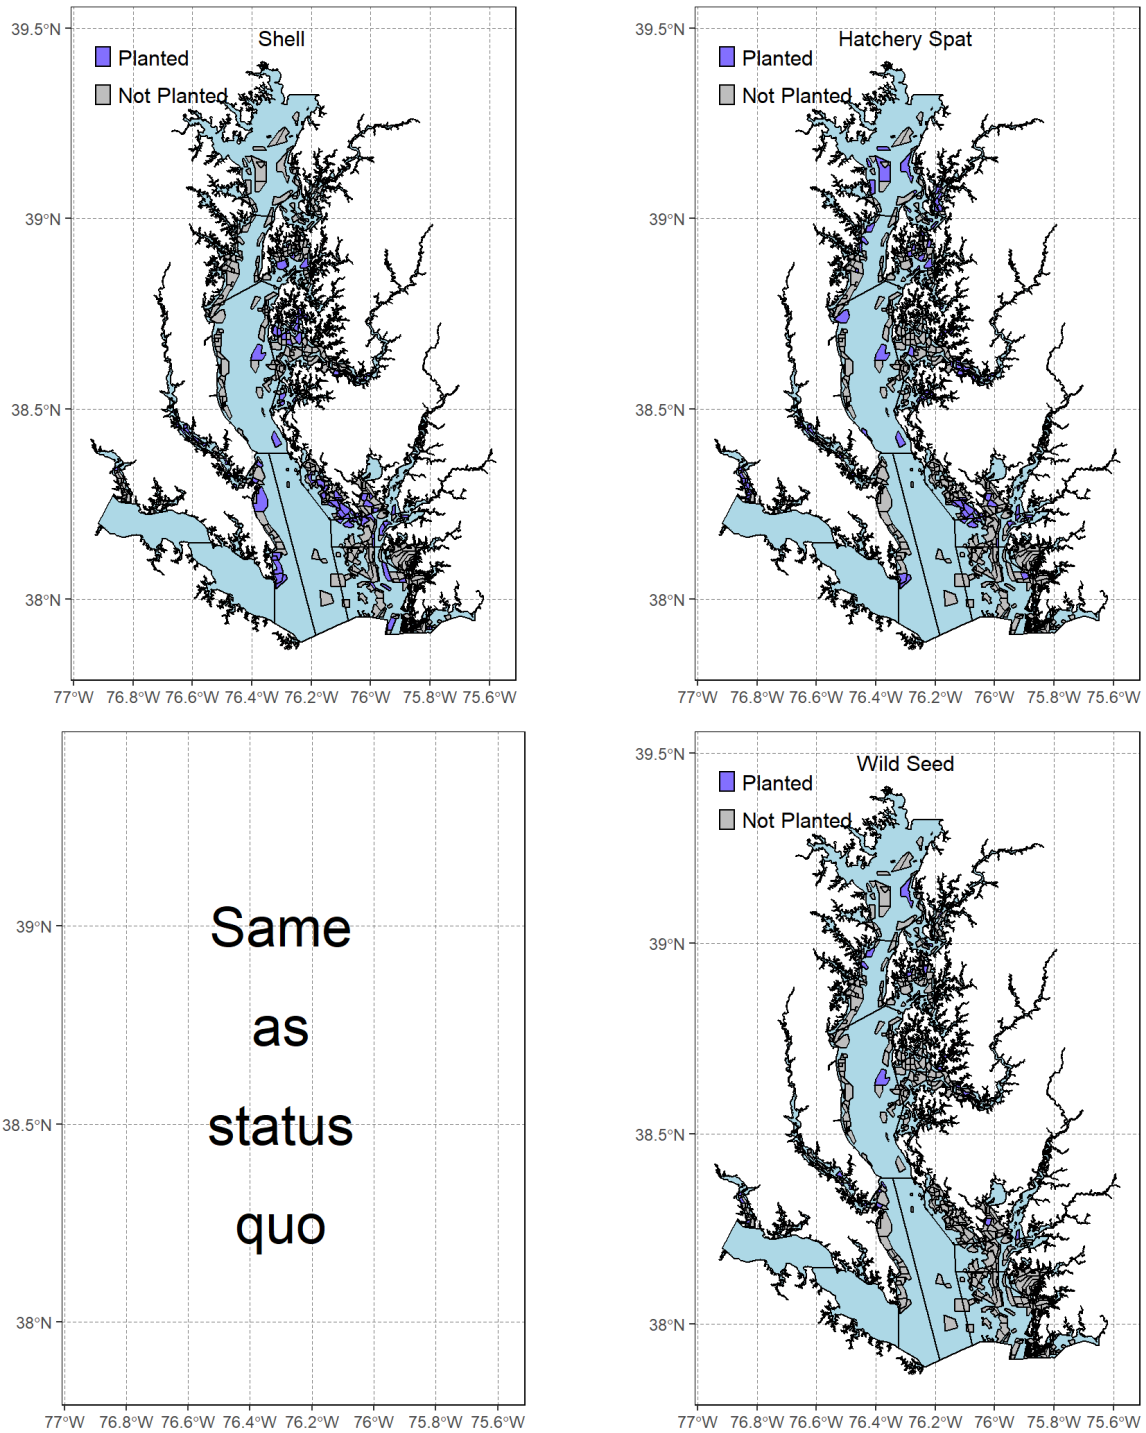 Shell
Planted
Not Planted
39.5°N
39°N
38.5°N
38°N
77°W 76.8°W 76.6°W 76.4°W 76.2°W 76°W 75.8°W 75.6°W
Hatchery Spat
Planted
Not Planted
39.5°N
39°N
38.5°N
38°N
77°W 76.8°W 76.6°W 76.4°W 76.2°W 76°W 75.8°W 75.6°W
Same
as
status
quo
39°N
38.5°N
38°N
77°W 76.8°W 76.6°W 76.4°W 76.2°W 76°W 75.8°W 75.6°W
Wild Seed
Planted
Not Planted
39.5°N
39°N
38.5°N
38°N
77°W 76.8°W 76.6°W 76.4°W 76.2°W 76°W 75.8°W 75.6°W